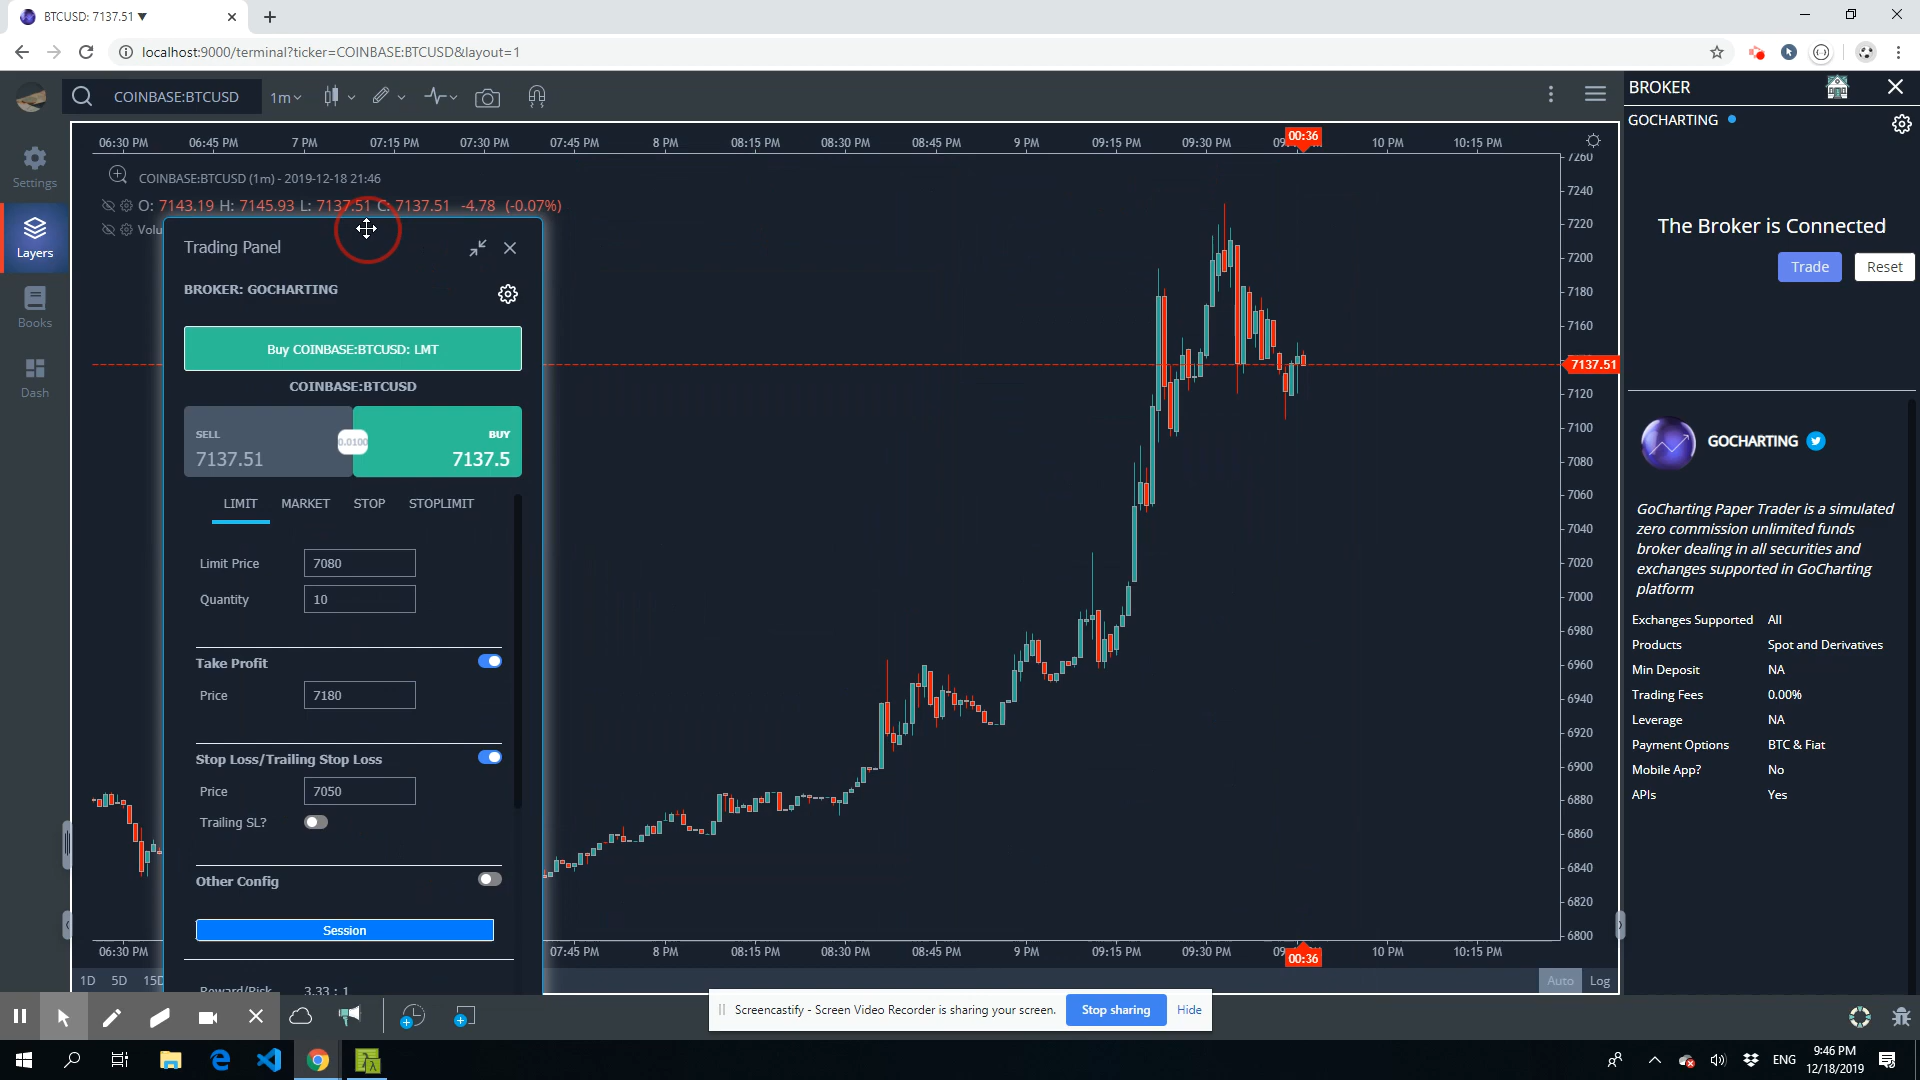 BTCUSD: 7137.51 ▼
localhost:9000/terminal?ticker=COINBASE:BTCUSD&layout=1
COINBASE:BTCUSD
1m
BROKER
GOCHARTING
06:30 PM 06:45 PM 7 PM 07:15 PM 07:30 PM 07:45 PM 8 PM 08:15 PM 08:30 PM 08:45 PM 9 PM 09:15 PM 09:30 PM 00:36 10 PM 10:15 PM
Settings
Layers
Books
Dash
COINBASE:BTCUSD (1m) - 2019-12-18 21:46
O: 7143.19 H: 7145.93 L: 7137.51 C: 7137.51 -4.78 (-0.07%)
Volu
Trading Panel
BROKER: GOCHARTING
Buy COINBASE:BTCUSD: LMT
COINBASE:BTCUSD
SELL
7137.51
0.0100
BUY
7137.5
LIMIT MARKET STOP STOPLIMIT
Limit Price 7080
Quantity 10
Take Profit
Price 7180
Stop Loss/Trailing Stop Loss
Price 7050
Trailing SL?
Other Config
Session
Reward/Risk 3.33 : 1
7260
7240
7220
7200
7180
7160
7137.51
7120
7100
7080
7060
7040
7020
7000
6980
6960
6940
6920
6900
6880
6860
6840
6820
6800
06:30 PM 07:45 PM 8 PM 08:15 PM 08:30 PM 08:45 PM 9 PM 09:15 PM 09:30 PM 00:36 10 PM 10:15 PM
1D 5D 15D
Auto Log
The Broker is Connected
Trade Reset
GOCHARTING
GoCharting Paper Trader is a simulated
zero commission unlimited funds
broker dealing in all securities and
exchanges supported in GoCharting
platform
Exchanges Supported All
Products Spot and Derivatives
Min Deposit NA
Trading Fees 0.00%
Leverage NA
Payment Options BTC & Fiat
Mobile App? No
APIs Yes
Screencastify - Screen Video Recorder is sharing your screen. Stop sharing Hide
ENG
9:46 PM
12/18/2019